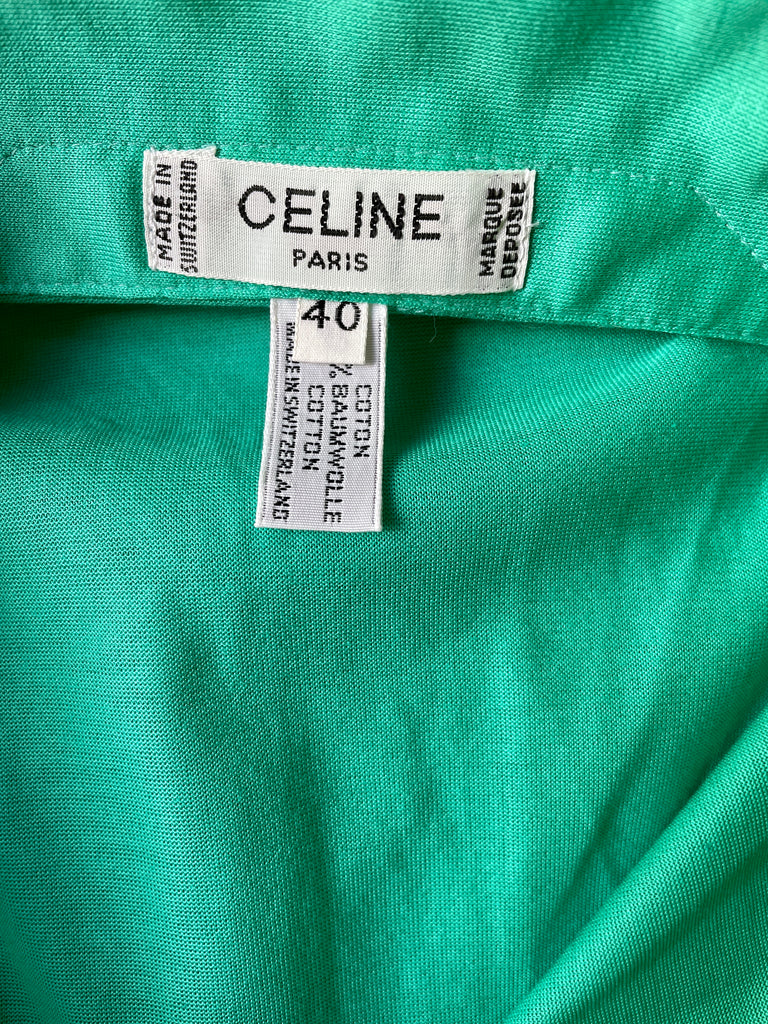 MADE IN
SWITZERLAND
CELINE
PARIS
MARQUE
DEPOSEE
40
COTON
% BAUMWOLLE
COTTON
MADE IN SWITZERLAND